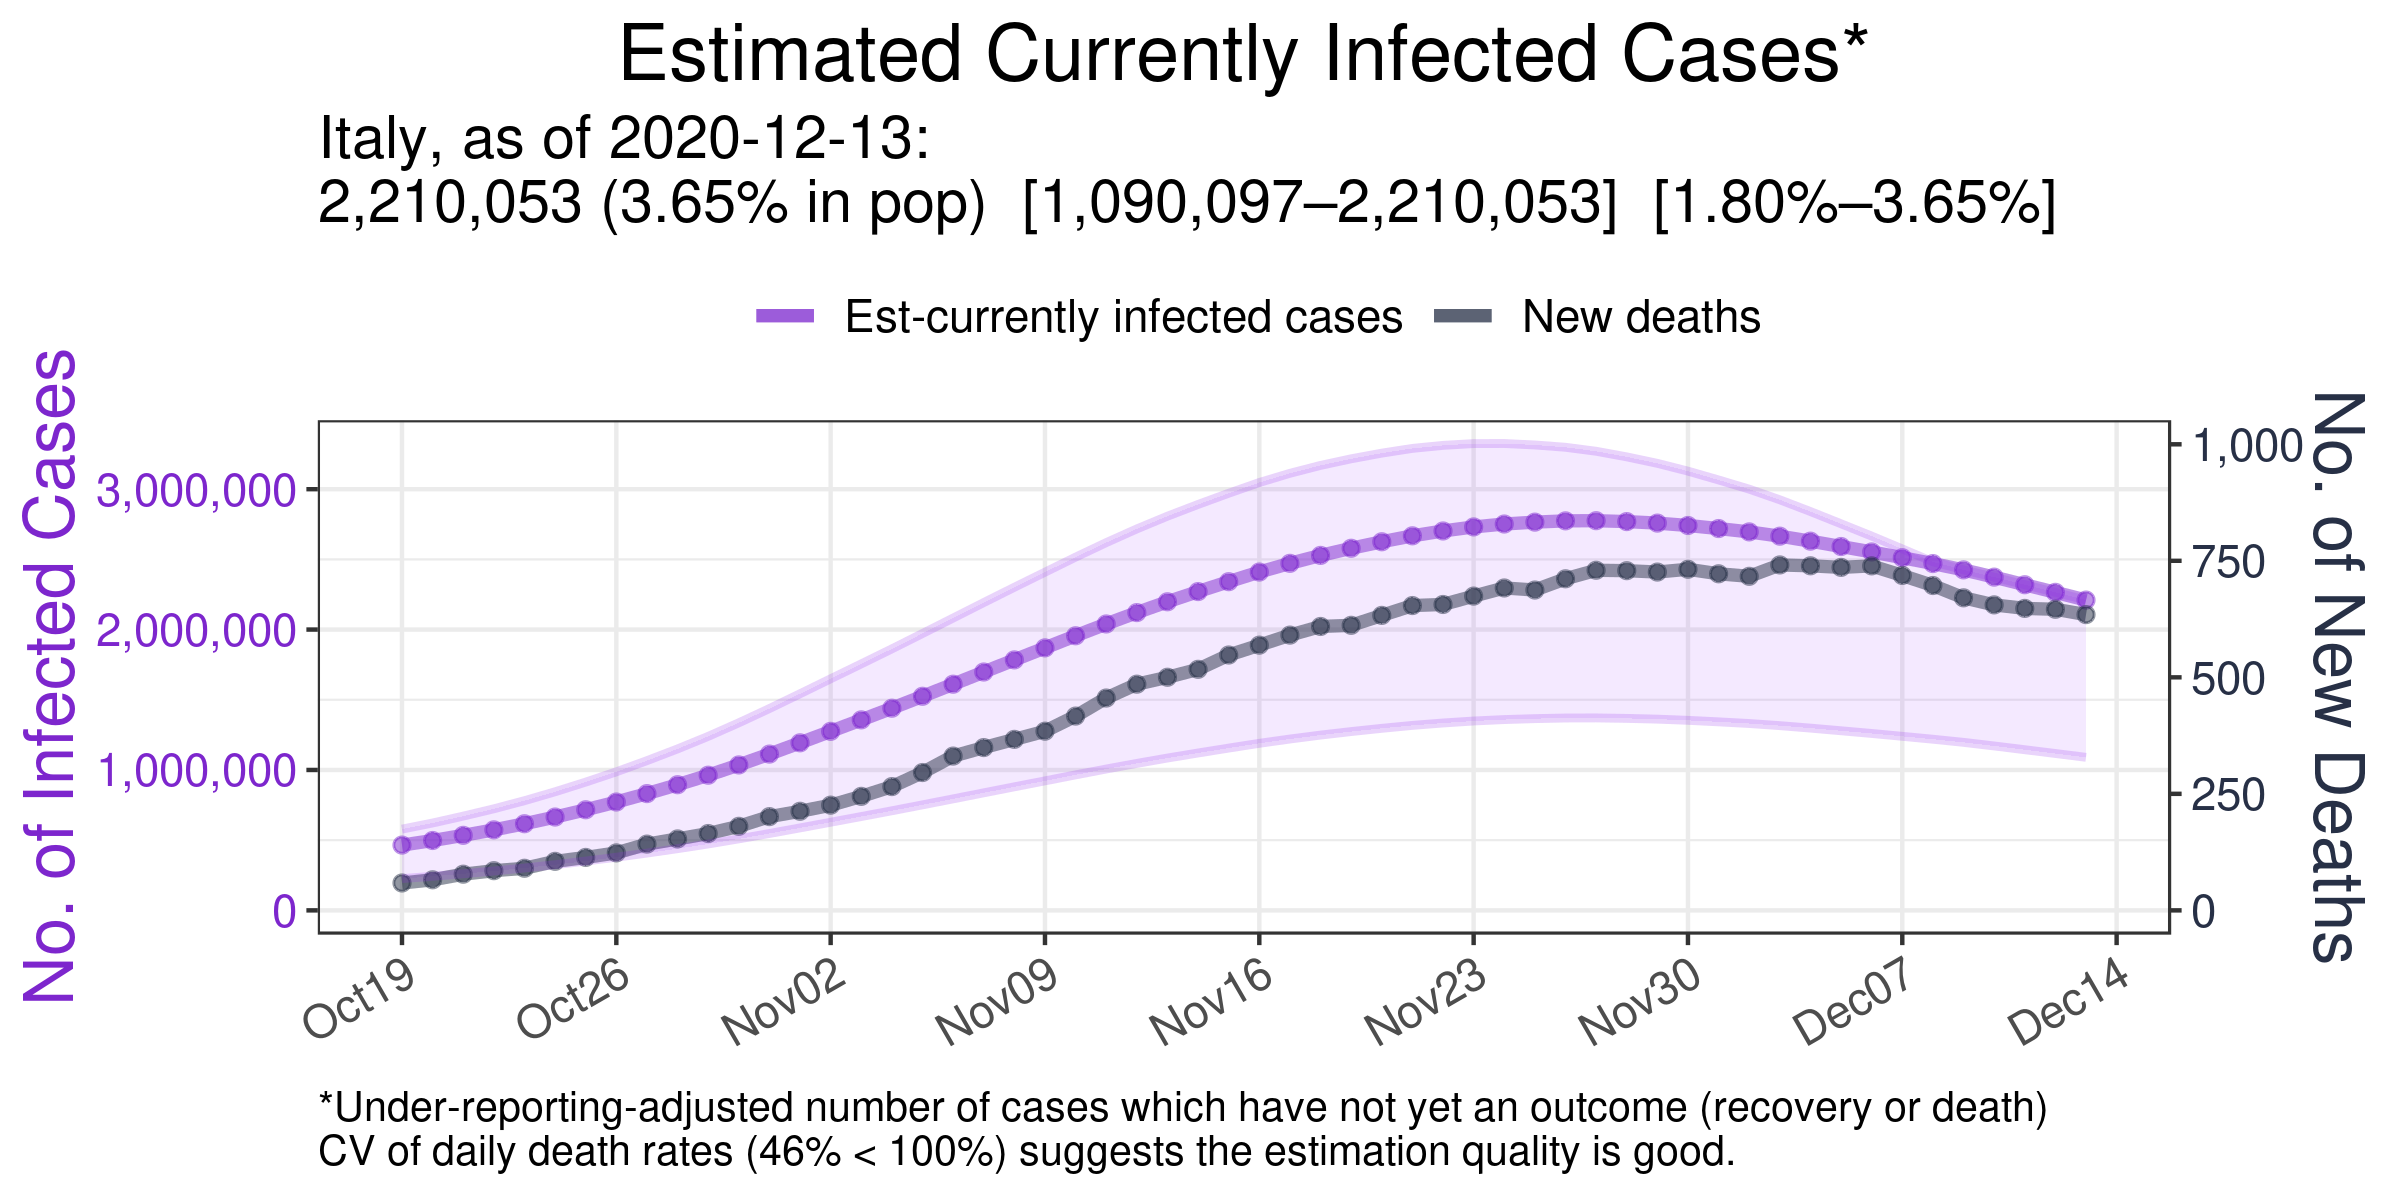 Estimated Currently Infected Cases*
Italy, as of 2020-12-13:
2,210,053 (3.65% in pop) [1,090,097–2,210,053] [1.80%–3.65%]
Est-currently infected cases New deaths
No. of Infected Cases
3,000,000
2,000,000
1,000,000
0
1,000
750
500
250
0
No. of New Deaths
Oct19 Oct26 Nov02 Nov09 Nov16 Nov23 Nov30 Dec07 Dec14
*Under-reporting-adjusted number of cases which have not yet an outcome (recovery or death)
CV of daily death rates (46% < 100%) suggests the estimation quality is good.